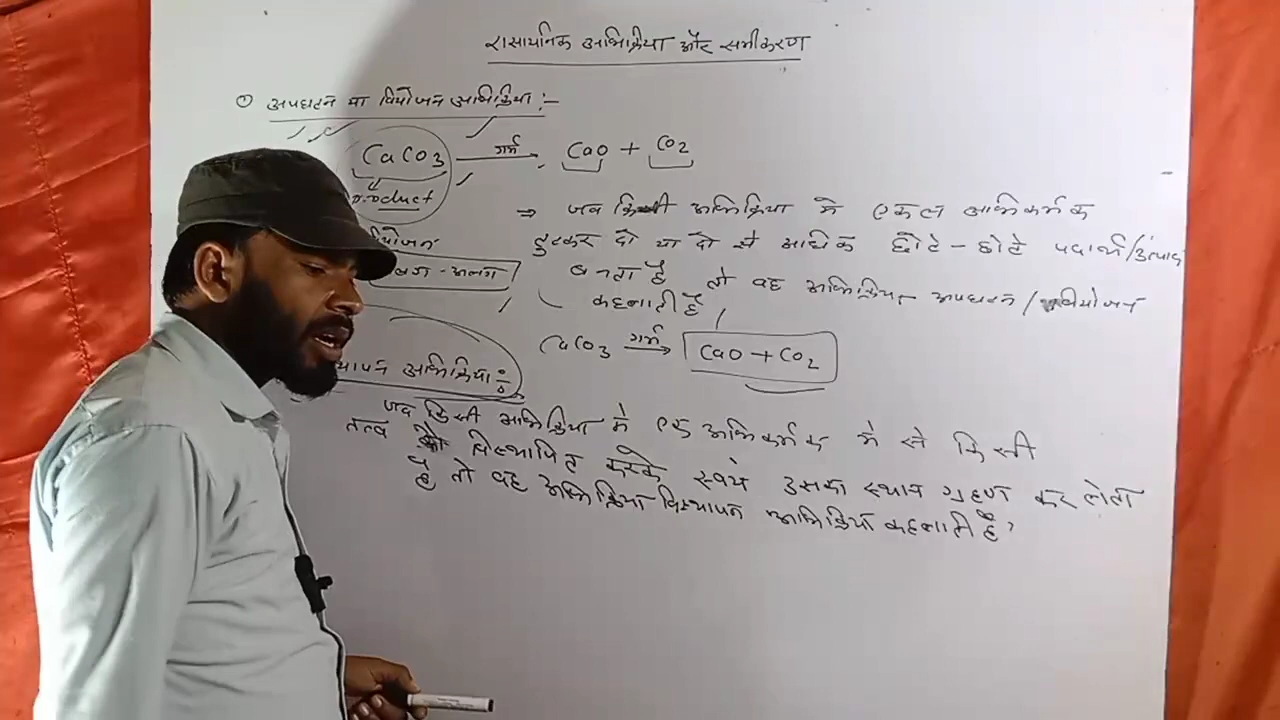 रासायनिक अभिक्रिया और समीकरण
① अपघटन या वियोजन अभिक्रिया :-
CaCO3 गर्म → CaO + CO2
product
⇒ जब किसी अभिक्रिया मे एकल अभिकर्मक
टुटकर दो या दो से अधिक छोटे-छोटे पदार्थ/उत्पाद
बनता है तो वह अभिक्रिया अपघटन/वियोजन
कहलाती है
योजन
लग-अलग
CaCO3 गर्म → CaO + CO2
थापन अभिक्रिया :-
जब किसी अभिक्रिया मे एक अभिकर्मक मे से किसी
तत्व को विस्थापित करके स्वयं उसका स्थान ग्रहण कर लेता
है तो वह अभिक्रिया विस्थापन अभिक्रिया कहलाती है,